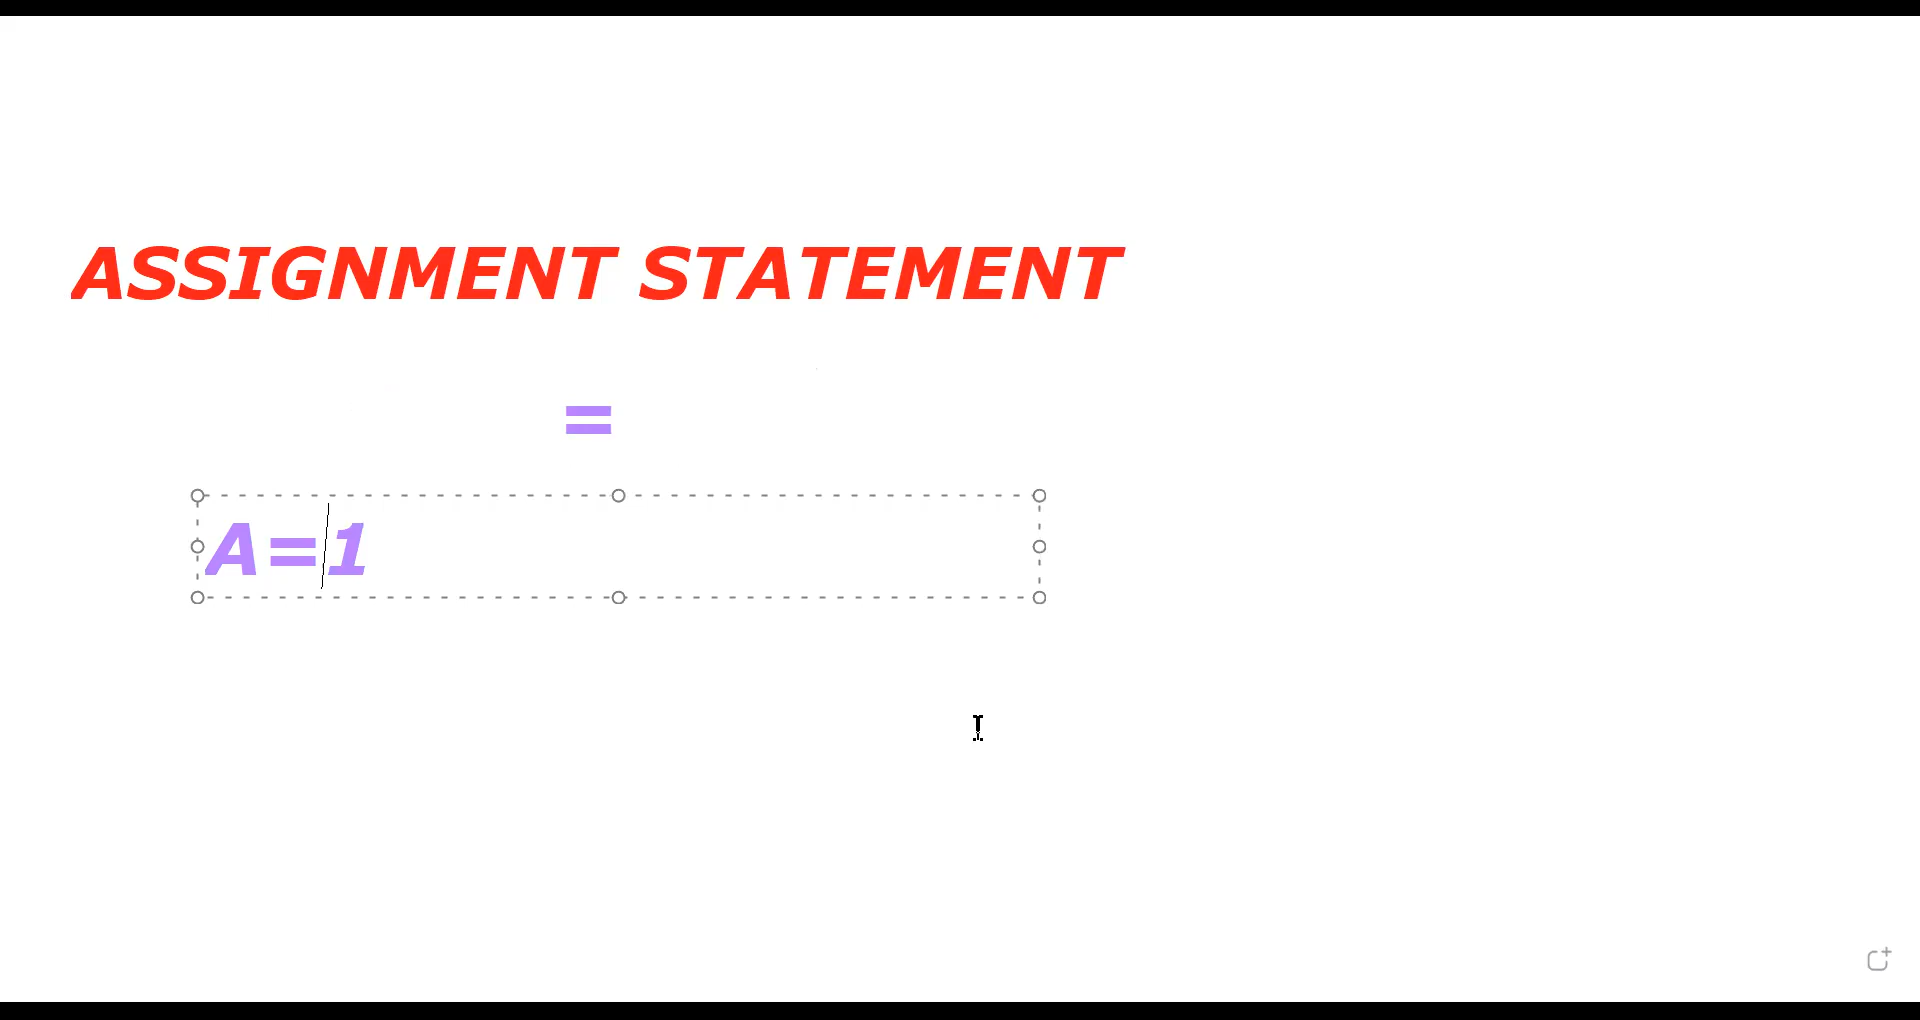 ASSIGNMENT STATEMENT
=
A=1